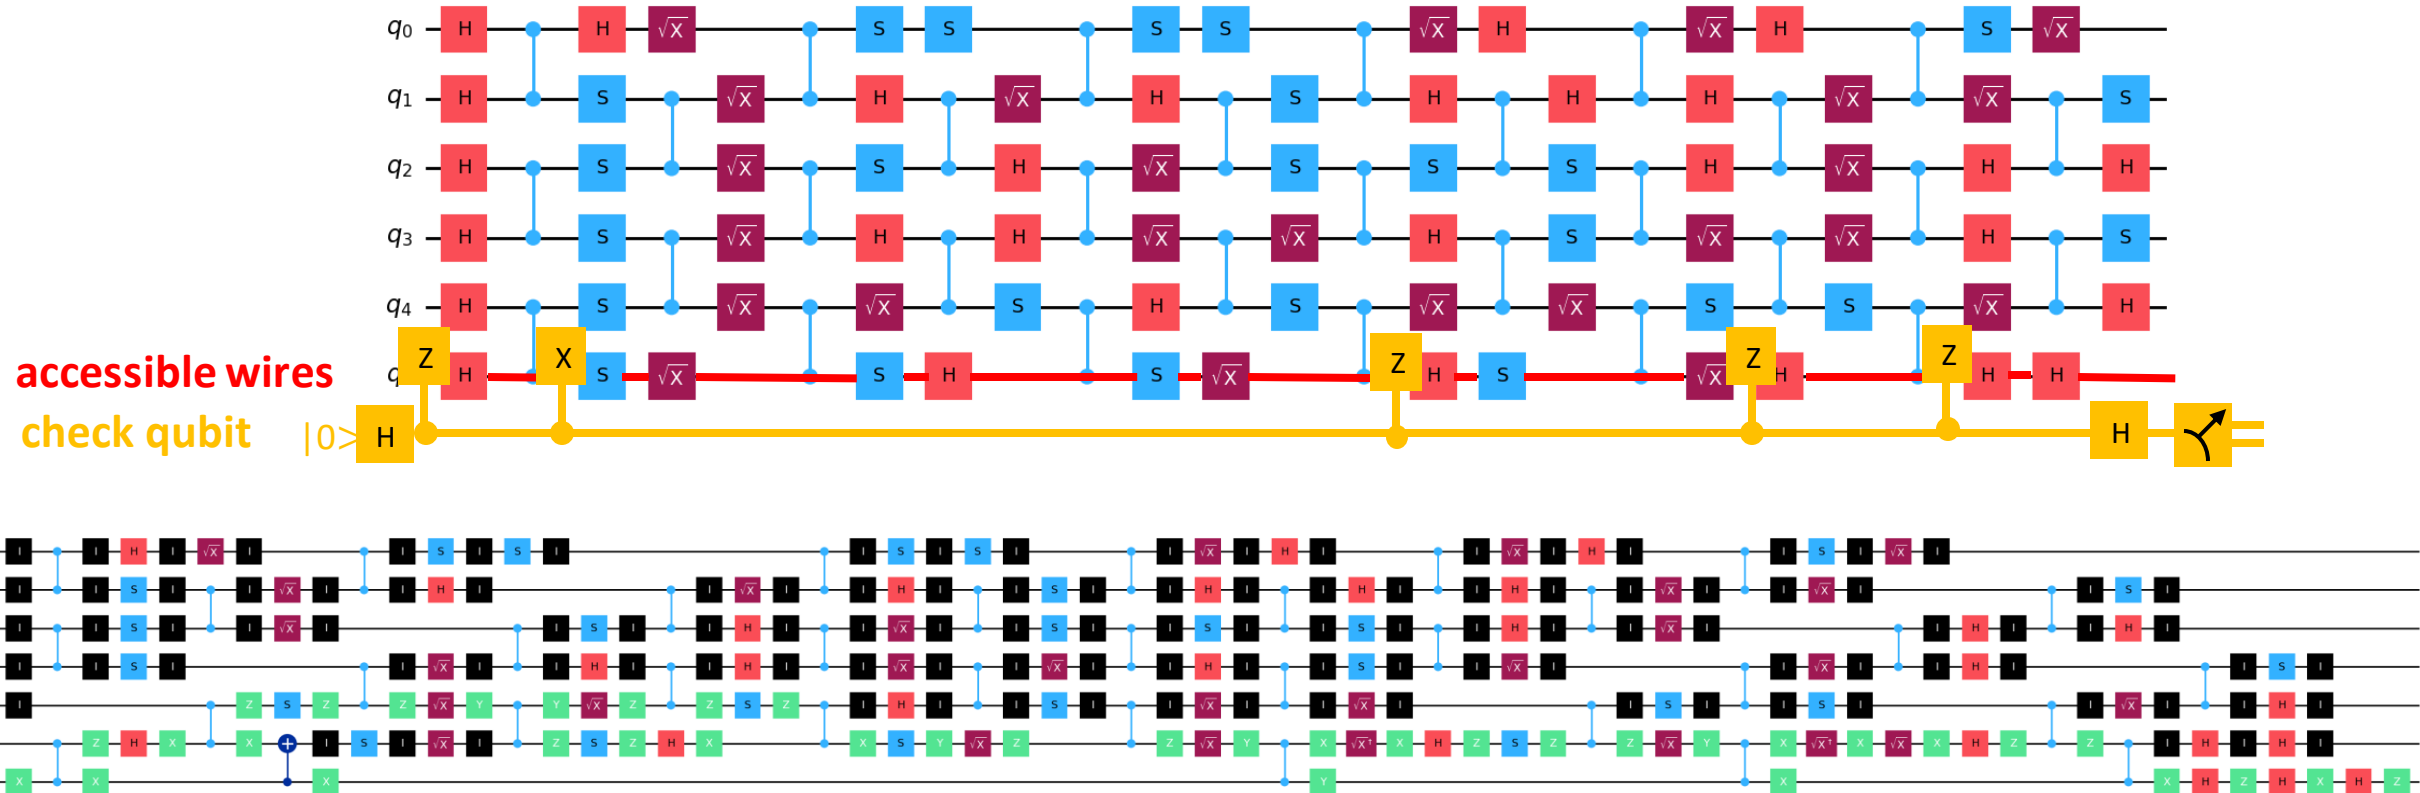 q₀ H H √X S S S S √X H √X H S √X
q₁ H S √X H √X H S H H H √X √X S
q₂ H S √X S H √X S S S H √X H H
q₃ H S √X H H √X √X H S √X √X H S
q₄ H S √X √X S H S √X √X S S √X H
Z X Z Z Z
accessible wires q H S √X S H S √X H S √X H H H
check qubit |0> H H
I I H I √X I I S I S I I S I S I I √X I H I I √X I H I I S I √X I
I I S I I √X I I H I I √X I I H I I S I I H I I H I I H I I √X I I √X I I S I
I I S I I √X I I S I I H I I √X I I S I I S I I S I I H I I √X I I H I I H I
I I S I I √X I I H I I H I I √X I I √X I I H I I S I I √X I I √X I I H I I S I
I Z S Z Z √X Y Y √X Z Z S Z I H I I S I I √X I I √X I I S I I S I I √X I I H I
Z H X X I S I √X I Z S Z H X X S Y √X Z Z √X Y X √X† X H Z S Z Z √X Y X √X† X √X X H Z Z I H I H I
X X X Y X X H Z H X H Z